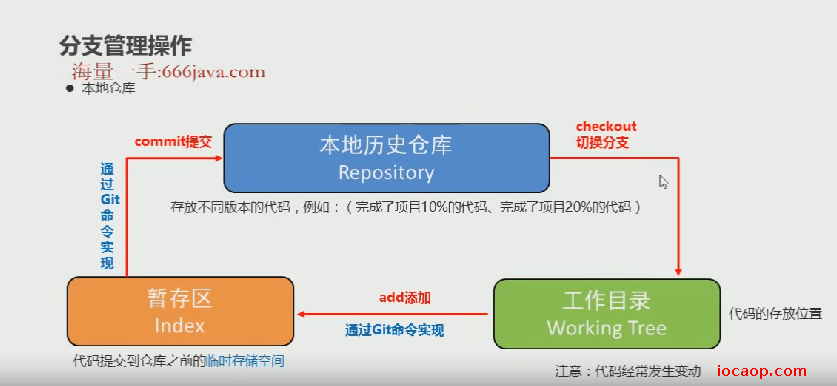 分支管理操作
海量一手:666java.com
● 本地仓库
commit提交
本地历史仓库
Repository
checkout
切换分支
通过Git命令实现
存放不同版本的代码，例如：（完成了项目10%的代码、完成了项目20%的代码）
暂存区
Index
add添加
通过Git命令实现
工作目录
Working Tree
代码的存放位置
代码提交到仓库之前的临时存储空间
注意：代码经常发生变动
iocaop.com